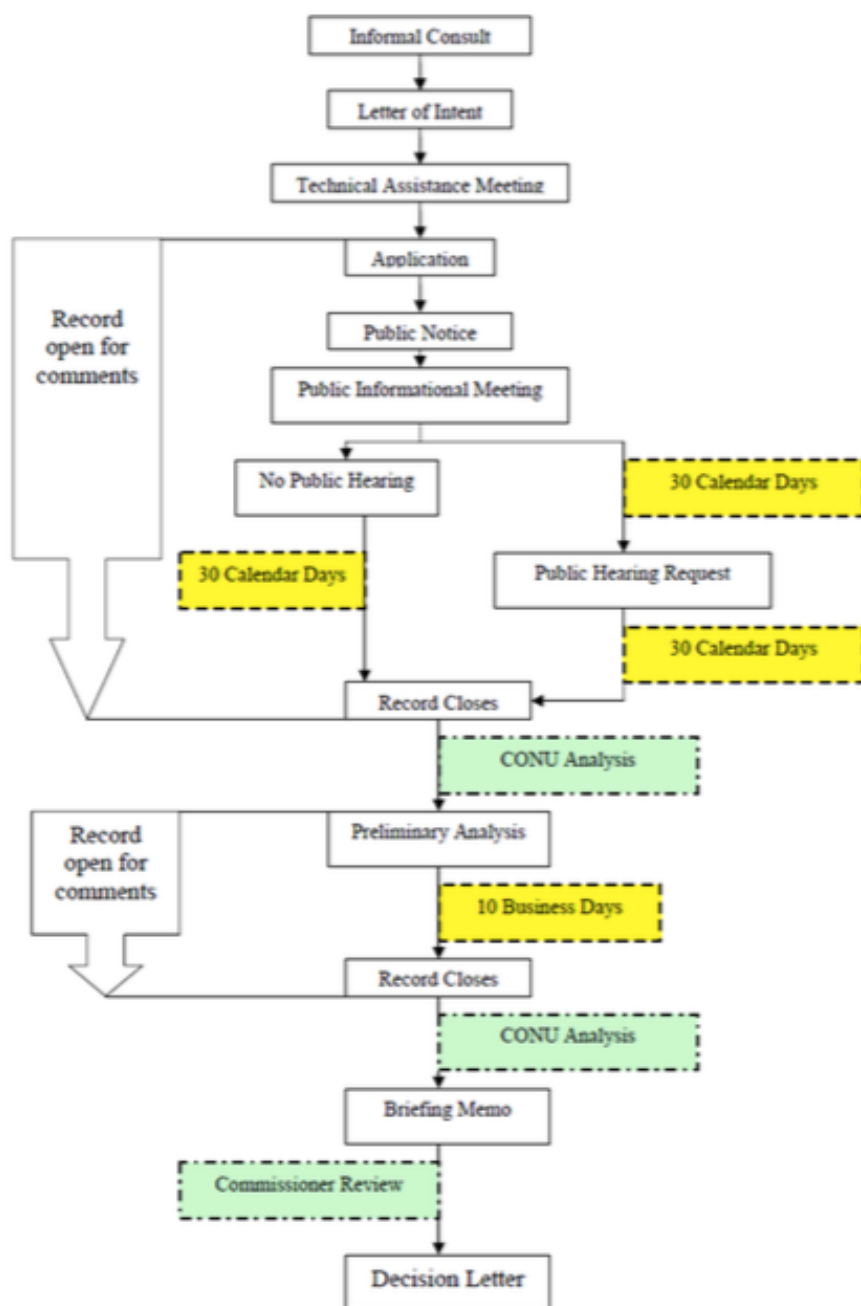 Informal Consult
Letter of Intent
Technical Assistance Meeting
Application
Record
open for
comments
Public Notice
Public Informational Meeting
No Public Hearing
30 Calendar Days
30 Calendar Days
Public Hearing Request
30 Calendar Days
Record Closes
CONU Analysis
Record
open for
comments
Preliminary Analysis
10 Business Days
Record Closes
CONU Analysis
Briefing Memo
Commissioner Review
Decision Letter